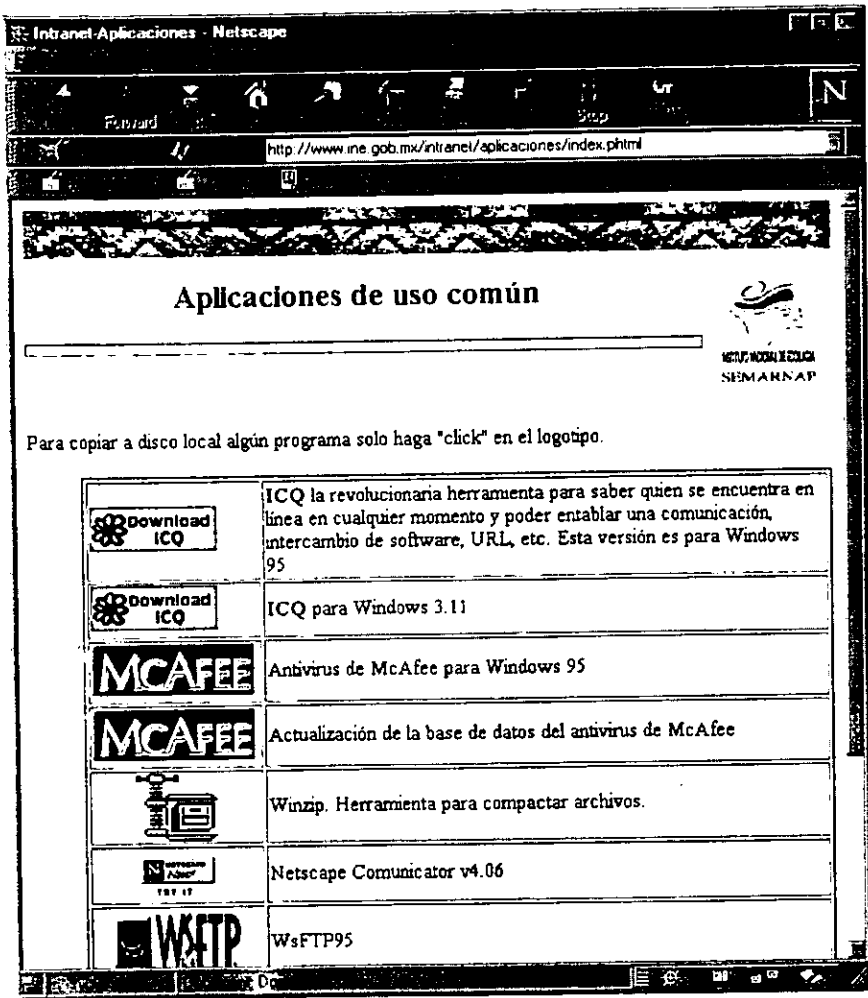 Intranet-Aplicaciones - Netscape
Forward
Stop
N
http://www.ine.gob.mx/intranet/aplicaciones/index.phtml
Aplicaciones de uso común
SEMARNAP
Para copiar a disco local algún programa solo haga "click" en el logotipo.
Download
ICQ
ICQ la revolucionaria herramienta para saber quien se encuentra en
línea en cualquier momento y poder entablar una comunicación,
intercambio de software, URL, etc. Esta versión es para Windows
95
Download
ICQ
ICQ para Windows 3.11
MCAFEE
Antivirus de McAfee para Windows 95
MCAFEE
Actualización de la base de datos del antivirus de McAfee
Winzip. Herramienta para compactar archivos.
N NETSCAPE
NOW!
TRY IT
Netscape Comunicator v4.06
WSFTP
WsFTP95